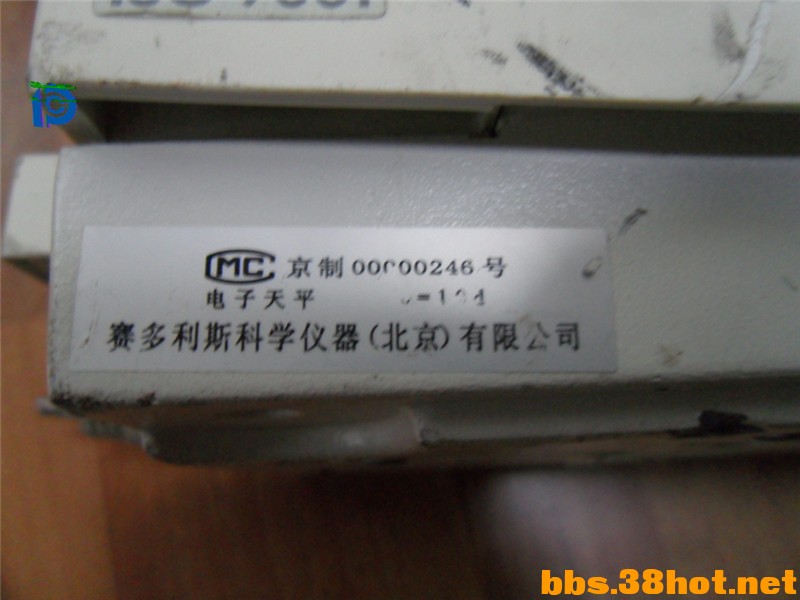 MC 京制 00000246 号
电子天平
赛多利斯科学仪器(北京)有限公司
bbs.38hot.net